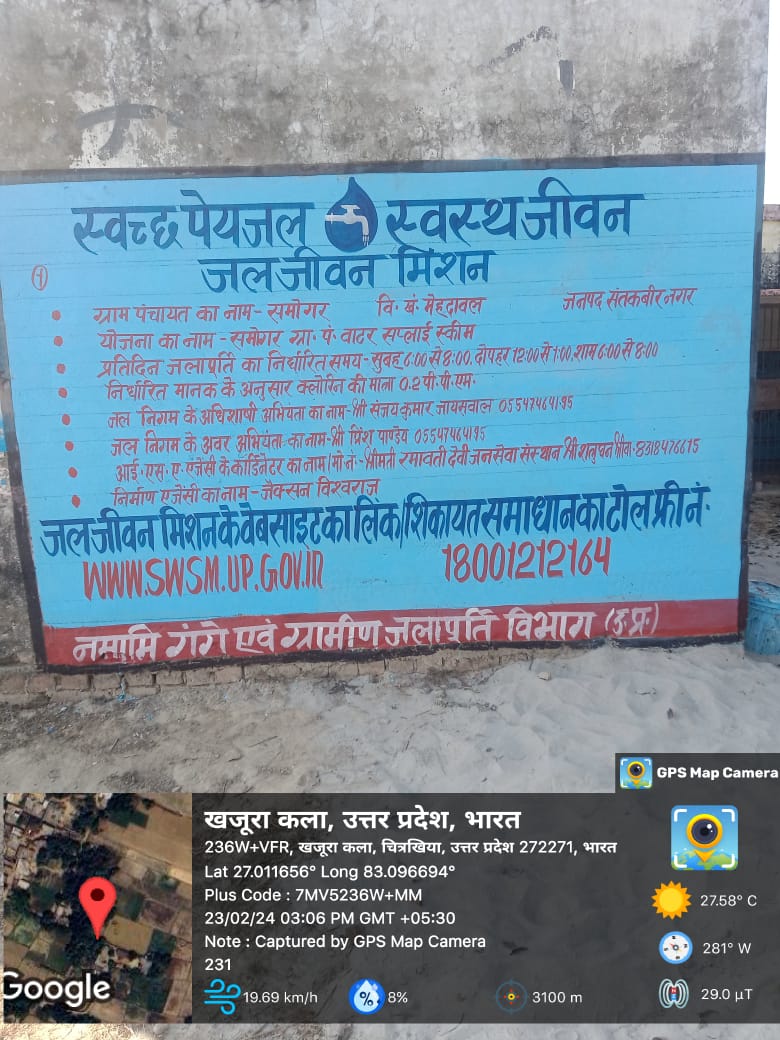 स्वच्छ पेयजल स्वस्थ जीवन
जल जीवन मिशन
(1)
• ग्राम पंचायत का नाम - समोगर वि. खं. मेहदावल जनपद संतकबीर नगर
• योजना का नाम - समोगर ग्रा. पं. वाटर सप्लाई स्कीम
• प्रतिदिन जलापूर्ति का निर्धारित समय - सुबह 6:00 से 8:00, दोपहर 12:00 से 1:00, शाम 6:00 से 8:00
• निर्धारित मानक के अनुसार क्लोरिन की मात्रा 0.2 पी.पी.एम.
• जल निगम के अधिशाषी अभियंता का नाम - श्री संजय कुमार जायसवाल 05547464195
• जल निगम के अवर अभियंता का नाम - श्री प्रिंश पाण्डेय 05547464195
• आई. एस. ए. एजेंसी के कार्डिनेटर का नाम/मो.नं. - श्रीमती रमावती देवी जनसेवा संस्थान श्री 8318476615
• निर्माण एजेंसी का नाम - जैक्सन विश्वराज
जल जीवन मिशन के वेबसाइट का लिंक/शिकायत समाधान का टोल फ्री नं.
WWW.SWSM.UP.GOV.IN 18001212164
नमामि गंगे एवं ग्रामीण जलापूर्ति विभाग (उ.प्र.)
GPS Map Camera
खजूरा कला, उत्तर प्रदेश, भारत
236W+VFR, खजूरा कला, चित्रखिया, उत्तर प्रदेश 272271, भारत
Lat 27.011656° Long 83.096694°
Plus Code : 7MV5236W+MM
23/02/24 03:06 PM GMT +05:30
Note : Captured by GPS Map Camera
231
27.58° C
281° W
Google
19.69 km/h
8%
3100 m
29.0 µT